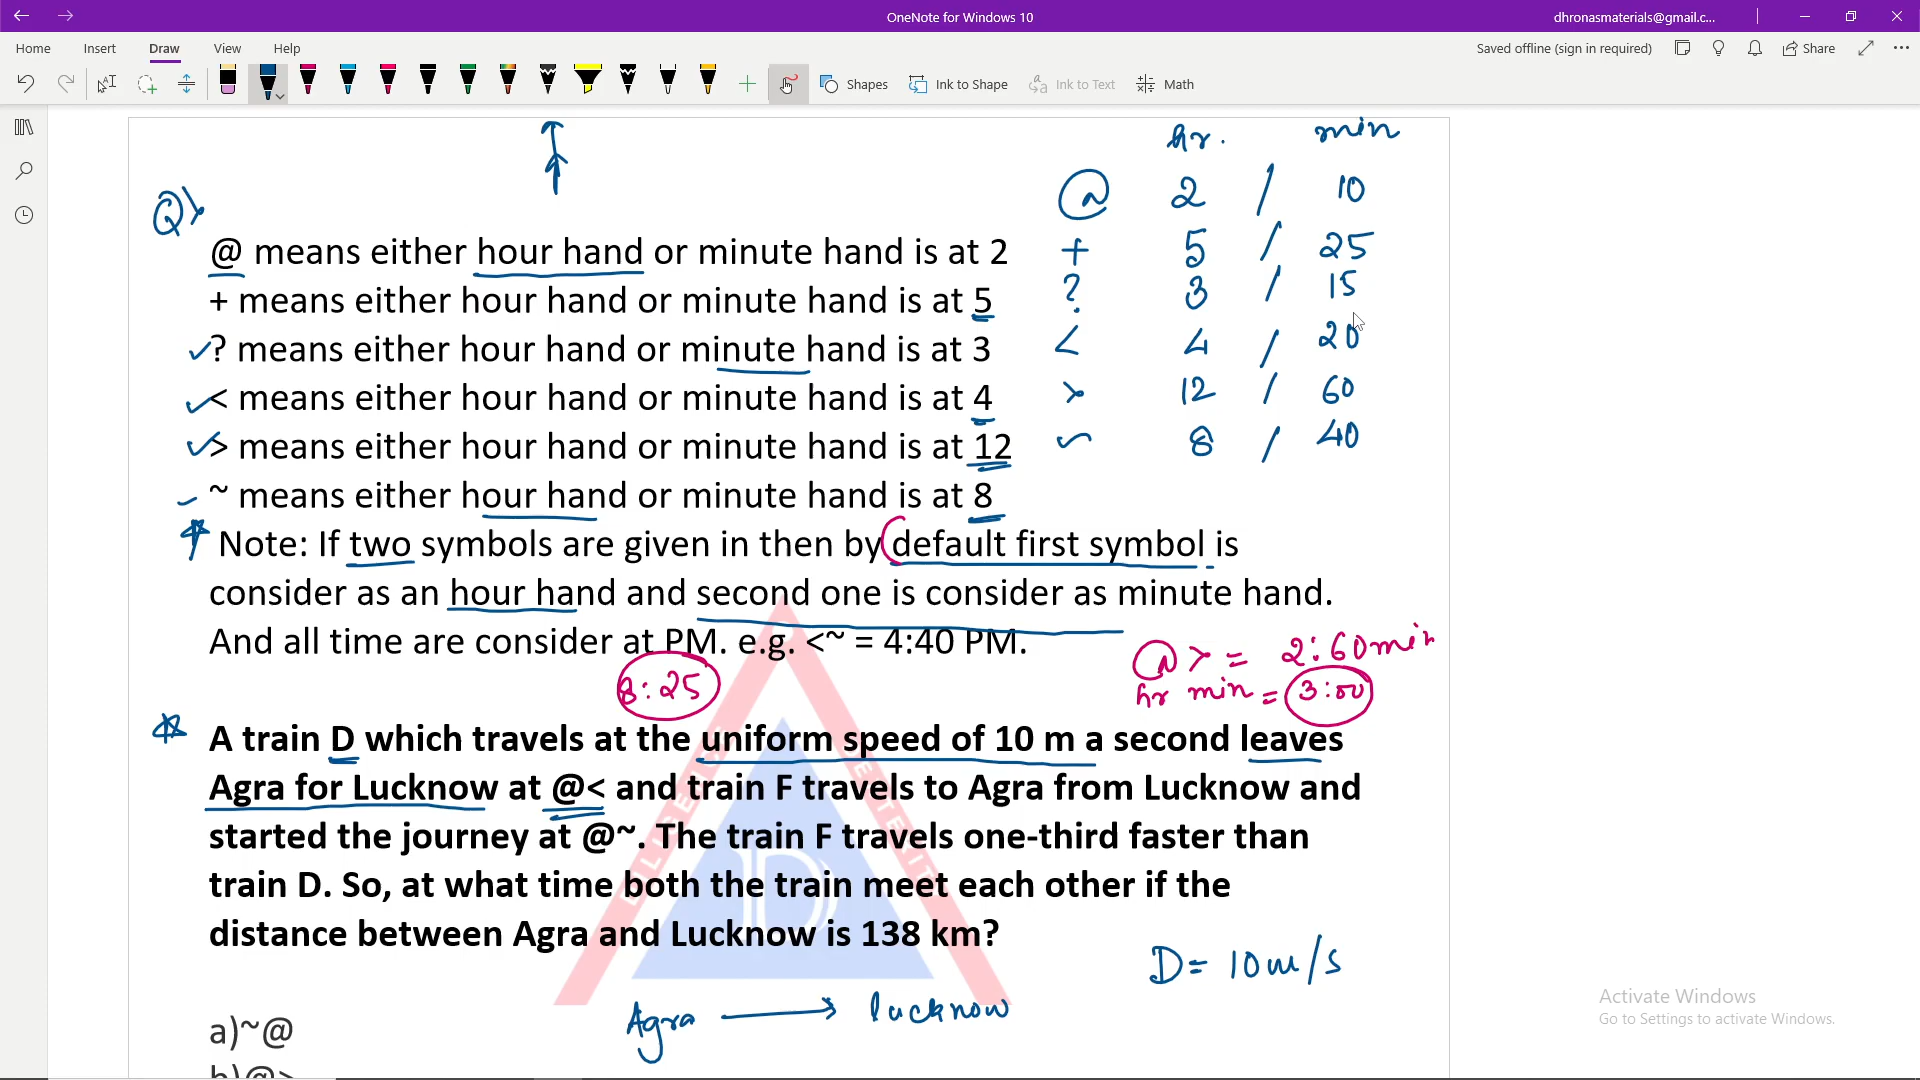 OneNote for Windows 10
dhronasmaterials@gmail.c...
Home Insert Draw View Help
Saved offline (sign in required)
Share
Shapes Ink to Shape Ink to Text Math
hr. min
@ 2 / 10
Q>
@ means either hour hand or minute hand is at 2
+ 5 / 25
+ means either hour hand or minute hand is at 5
? 3 / 15
? means either hour hand or minute hand is at 3
< 4 / 20
< means either hour hand or minute hand is at 4
> 12 / 60
> means either hour hand or minute hand is at 12
~ 8 / 40
~ means either hour hand or minute hand is at 8
Note: If two symbols are given in then by default first symbol is
consider as an hour hand and second one is consider as minute hand.
And all time are consider at PM. e.g. <~ = 4:40 PM.
@ > = 2:60 min
8:25
hr min = 3:00
A train D which travels at the uniform speed of 10 m a second leaves
Agra for Lucknow at @< and train F travels to Agra from Lucknow and
started the journey at @~. The train F travels one-third faster than
train D. So, at what time both the train meet each other if the
distance between Agra and Lucknow is 138 km?
D = 10 m/s
Agra → lucknow
Activate Windows
Go to Settings to activate Windows.
a)~@
b)@>